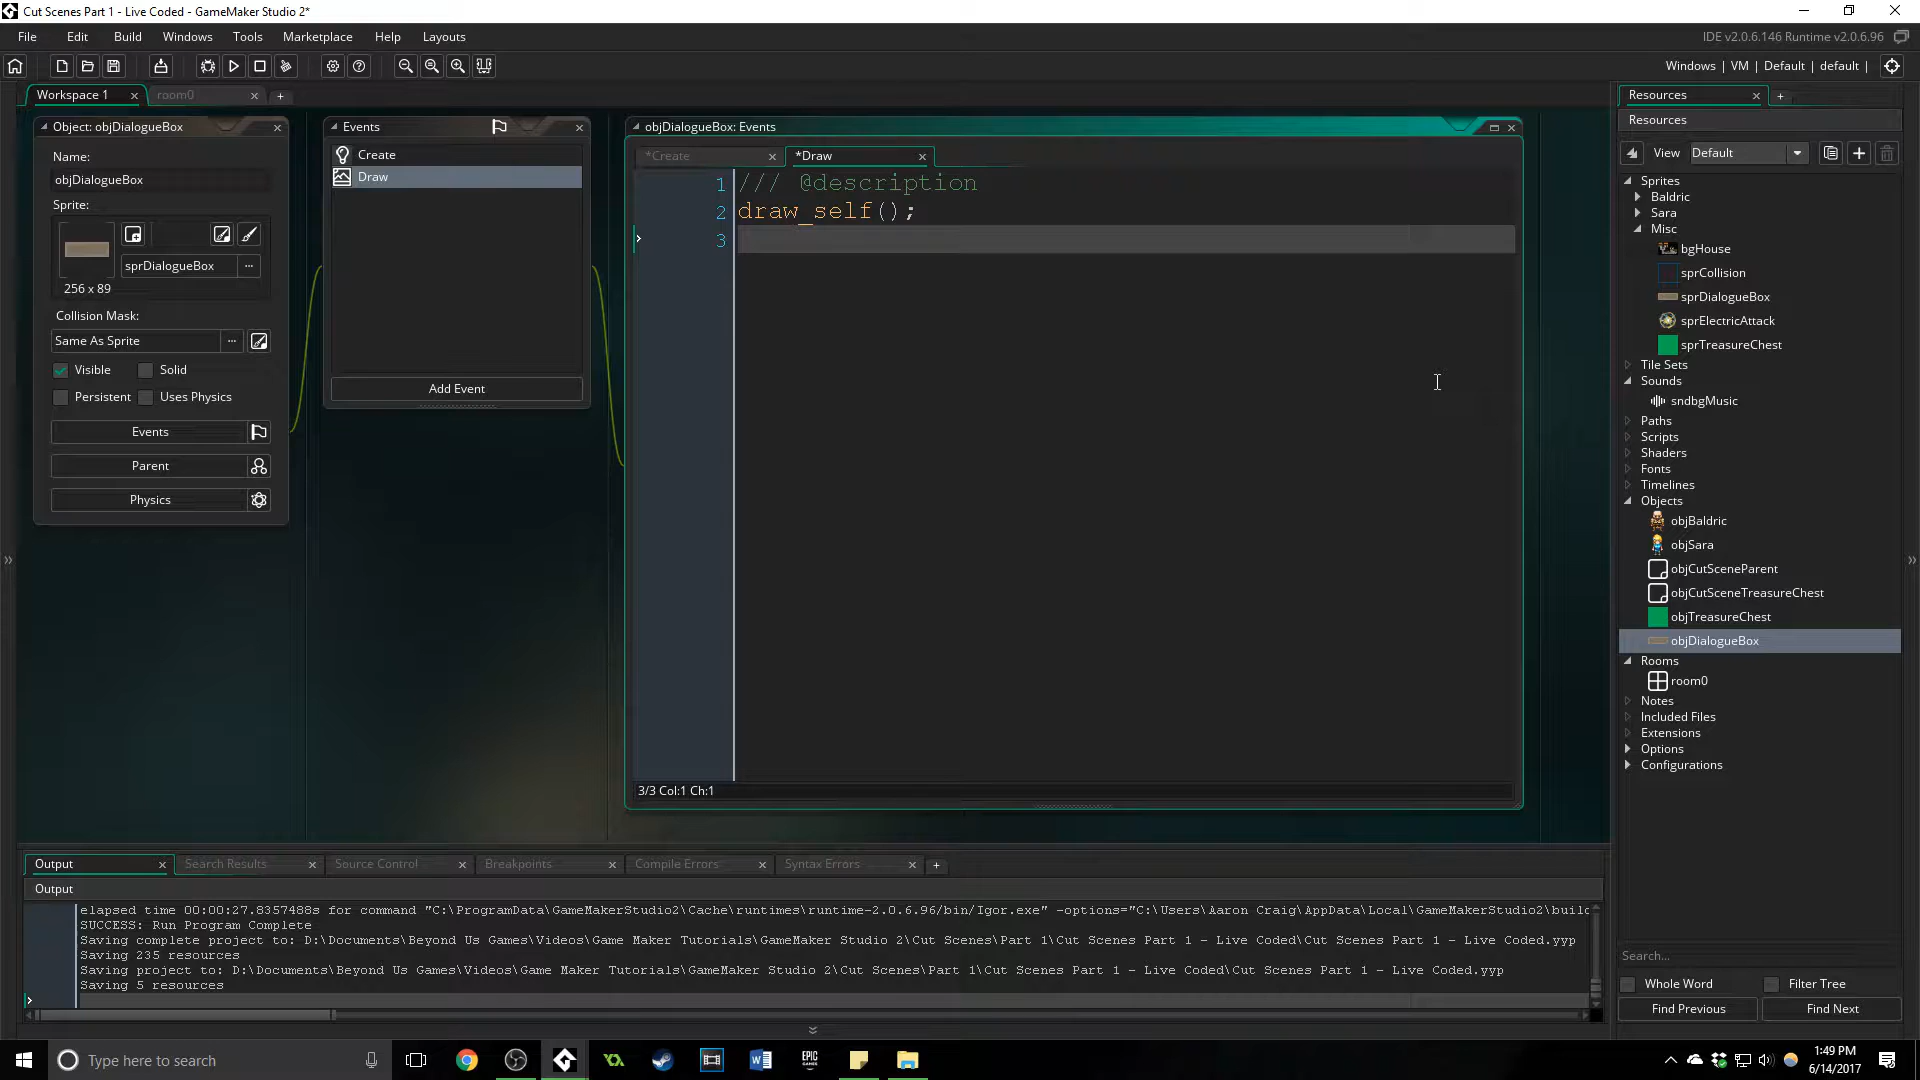 Cut Scenes Part 1 - Live Coded - GameMaker Studio 2*
File Edit Build Windows Tools Marketplace Help Layouts
IDE v2.0.6.146 Runtime v2.0.6.96
Windows | VM | Default | default |
Workspace 1
room0
Object: objDialogueBox
Name:
objDialogueBox
Sprite:
sprDialogueBox
256 x 89
Collision Mask:
Same As Sprite
Visible
Solid
Persistent
Uses Physics
Events
Parent
Physics
Events
Create
Draw
Add Event
objDialogueBox: Events
*Create
*Draw
1 /// @description
2 draw_self();
3
3/3 Col:1 Ch:1
Resources
Resources
View Default
Sprites
Baldric
Sara
Misc
bgHouse
sprCollision
sprDialogueBox
sprElectricAttack
sprTreasureChest
Tile Sets
Sounds
sndbgMusic
Paths
Scripts
Shaders
Fonts
Timelines
Objects
objBaldric
objSara
objCutSceneParent
objCutSceneTreasureChest
objTreasureChest
objDialogueBox
Rooms
room0
Notes
Included Files
Extensions
Options
Configurations
Search...
Whole Word
Filter Tree
Find Previous
Find Next
Output
Search Results
Source Control
Breakpoints
Compile Errors
Syntax Errors
Output
elapsed time 00:00:27.8357488s for command "C:\ProgramData\GameMakerStudio2\Cache\runtimes\runtime-2.0.6.96/bin/Igor.exe" -options="C:\Users\Aaron Craig\AppData\Local\GameMakerStudio2\build
SUCCESS: Run Program Complete
Saving complete project to: D:\Documents\Beyond Us Games\Videos\Game Maker Tutorials\GameMaker Studio 2\Cut Scenes\Part 1\Cut Scenes Part 1 - Live Coded\Cut Scenes Part 1 - Live Coded.yyp
Saving 235 resources
Saving project to: D:\Documents\Beyond Us Games\Videos\Game Maker Tutorials\GameMaker Studio 2\Cut Scenes\Part 1\Cut Scenes Part 1 - Live Coded\Cut Scenes Part 1 - Live Coded.yyp
Saving 5 resources
Type here to search
EPIC GAMES
1:49 PM
6/14/2017